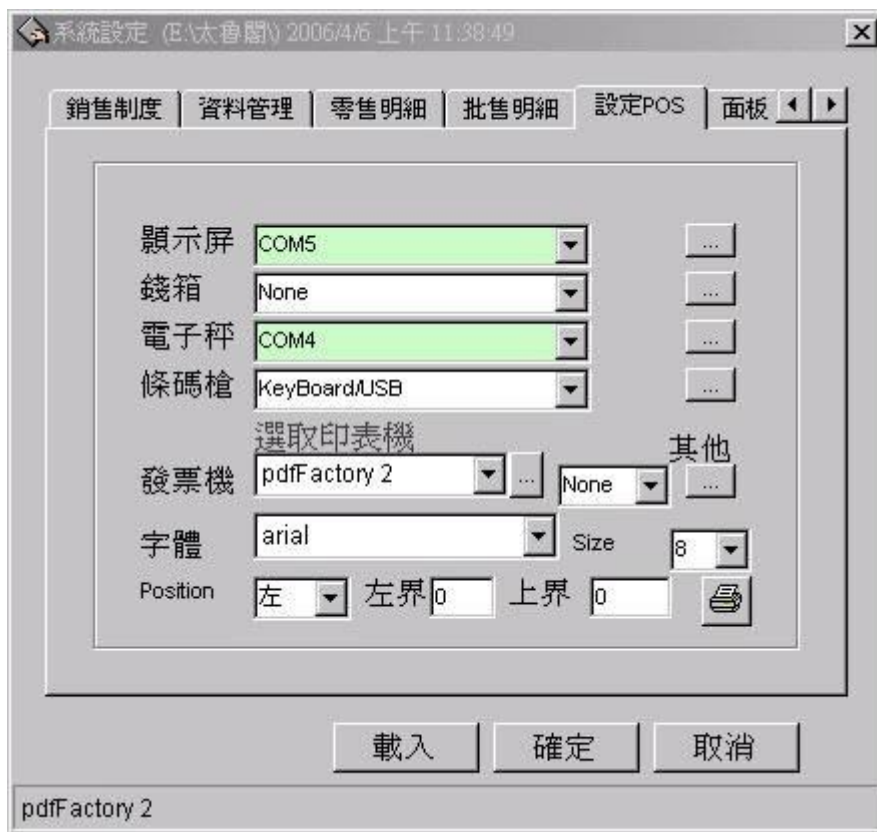 系統設定 (E:\太魯閣\) 2006/4/6 上午 11:38:49
銷售制度 資料管理 零售明細 批售明細 設定POS 面板
顯示屏 COM5 ...
錢箱 None ...
電子秤 COM4 ...
條碼槍 KeyBoard/USB ...
選取印表機 其他
發票機 pdfFactory 2 ... None ...
字體 arial Size 8
Position 左 左界 0 上界 0
載入 確定 取消
pdfFactory 2